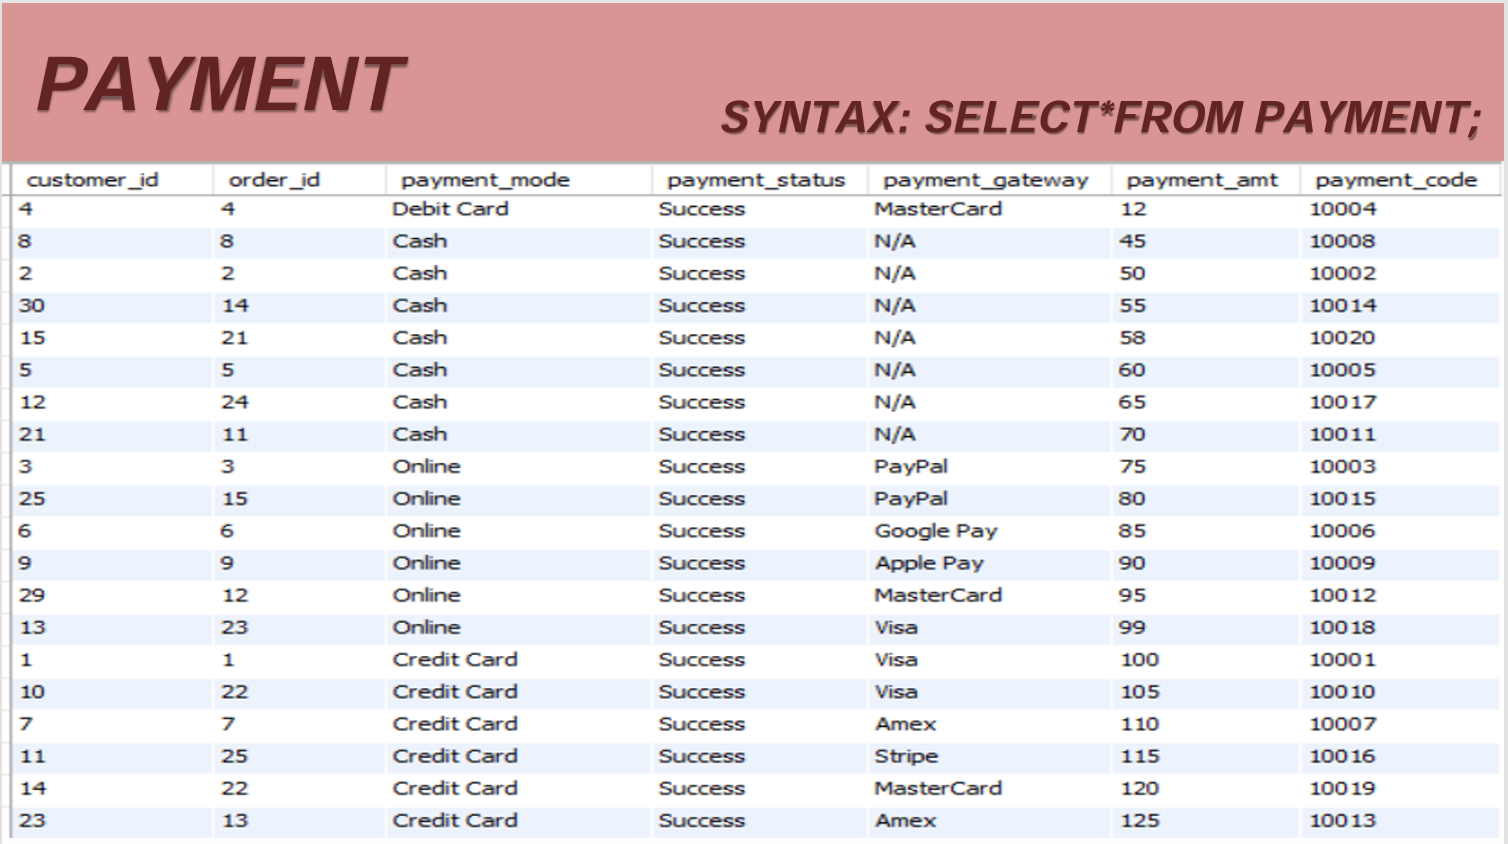 PAYMENT
SYNTAX: SELECT*FROM PAYMENT;
customer_id order_id payment_mode payment_status payment_gateway payment_amt payment_code
4 4 Debit Card Success MasterCard 12 10004
8 8 Cash Success N/A 45 10008
2 2 Cash Success N/A 50 10002
30 14 Cash Success N/A 55 10014
15 21 Cash Success N/A 58 10020
5 5 Cash Success N/A 60 10005
12 24 Cash Success N/A 65 10017
21 11 Cash Success N/A 70 10011
3 3 Online Success PayPal 75 10003
25 15 Online Success PayPal 80 10015
6 6 Online Success Google Pay 85 10006
9 9 Online Success Apple Pay 90 10009
29 12 Online Success MasterCard 95 10012
13 23 Online Success Visa 99 10018
1 1 Credit Card Success Visa 100 10001
10 22 Credit Card Success Visa 105 10010
7 7 Credit Card Success Amex 110 10007
11 25 Credit Card Success Stripe 115 10016
14 22 Credit Card Success MasterCard 120 10019
23 13 Credit Card Success Amex 125 10013